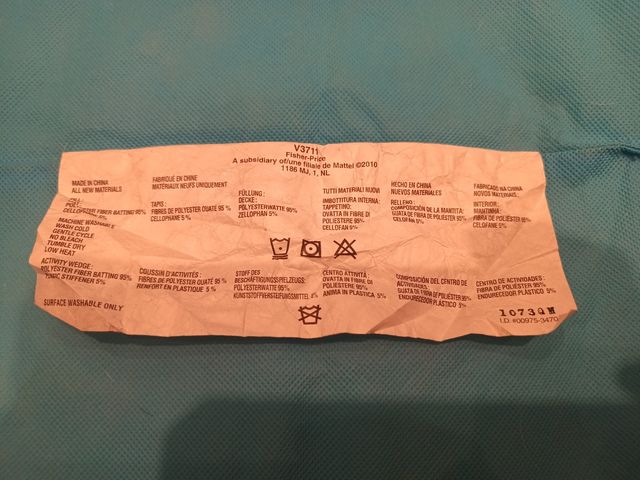 V3711
Fisher-Price
A subsidiary of/une filiale de Mattel ©2010
1186 MJ, 1, NL
MADE IN CHINA
ALL NEW MATERIALS
CELLOPHANE FIBER BATTING 95%
MACHINE WASHABLE
WASH COLD
GENTLE CYCLE
NO BLEACH
TUMBLE DRY
LOW HEAT
ACTIVITY WEDGE:
POLYESTER FIBER BATTING 95%
STIFFENER 5%
SURFACE WASHABLE ONLY
FABRIQUÉ EN CHINE
MATÉRIAUX NEUFS UNIQUEMENT
TAPIS :
FIBRES DE POLYESTER OUATÉ 95 %
CELLOPHANE 5 %
COUSSIN D'ACTIVITÉS :
FIBRES DE POLYESTER OUATÉ 95 %
RENFORT EN PLASTIQUE 5 %
FÜLLUNG :
DECKE:
POLYESTERWATTE 95%
ZELLOPHAN 5%
STOFF DES
BESCHÄFTIGUNGSSPIELZEUGS:
POLYESTERWATTE 95%
KUNSTSTOFFVERSTEIFUNGSMITTEL 5%
TUTTI MATERIALI NUOVI
IMBOTTITURA INTERNA:
TAPPETINO:
OVATTA IN FIBRE DI
POLIESTERE 95%
CELLOFAN 5%
CENTRO ATTIVITÀ :
OVATTA IN FIBRE DI
POLIESTERE 95%
ANIMA IN PLASTICA 5%
HECHO EN CHINA
NUEVOS MATERIALES
RELLENO:
COMPOSICIÓN DE LA MANTITA:
GUATA DE FIBRA DE POLIÉSTER 95%
CELOFÁN 5%
COMPOSICIÓN DEL CENTRO DE
ACTIVIDADES:
GUATA DE FIBRA DE POLIÉSTER 95%
ENDURECEDOR PLÁSTICO 5%
FABRICADO NA CHINA
NOVOS MATERIAIS
INTERIOR:
MANTINHA:
FIBRA DE POLIÉSTER 95%
CELOFANE 5%
CENTRO DE ACTIVIDADES:
FIBRA DE POLIÉSTER 95%
ENDURECEDOR PLÁSTICO 5%
1073QM
I.D. #00975-3470